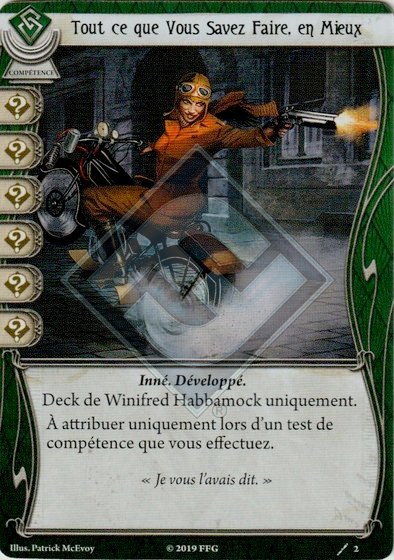 Tout ce que Vous Savez Faire, en Mieux
COMPÉTENCE
?
?
?
?
?
?
Inné. Développé.
Deck de Winifred Habbamock uniquement.
À attribuer uniquement lors d'un test de
compétence que vous effectuez.
« Je vous l'avais dit. »
Illus. Patrick McEvoy
© 2019 FFG
2